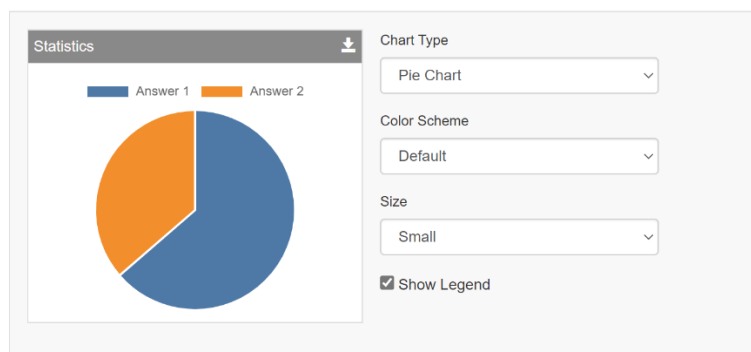 Statistics
Answer 1 Answer 2
Chart Type
Pie Chart
Color Scheme
Default
Size
Small
Show Legend